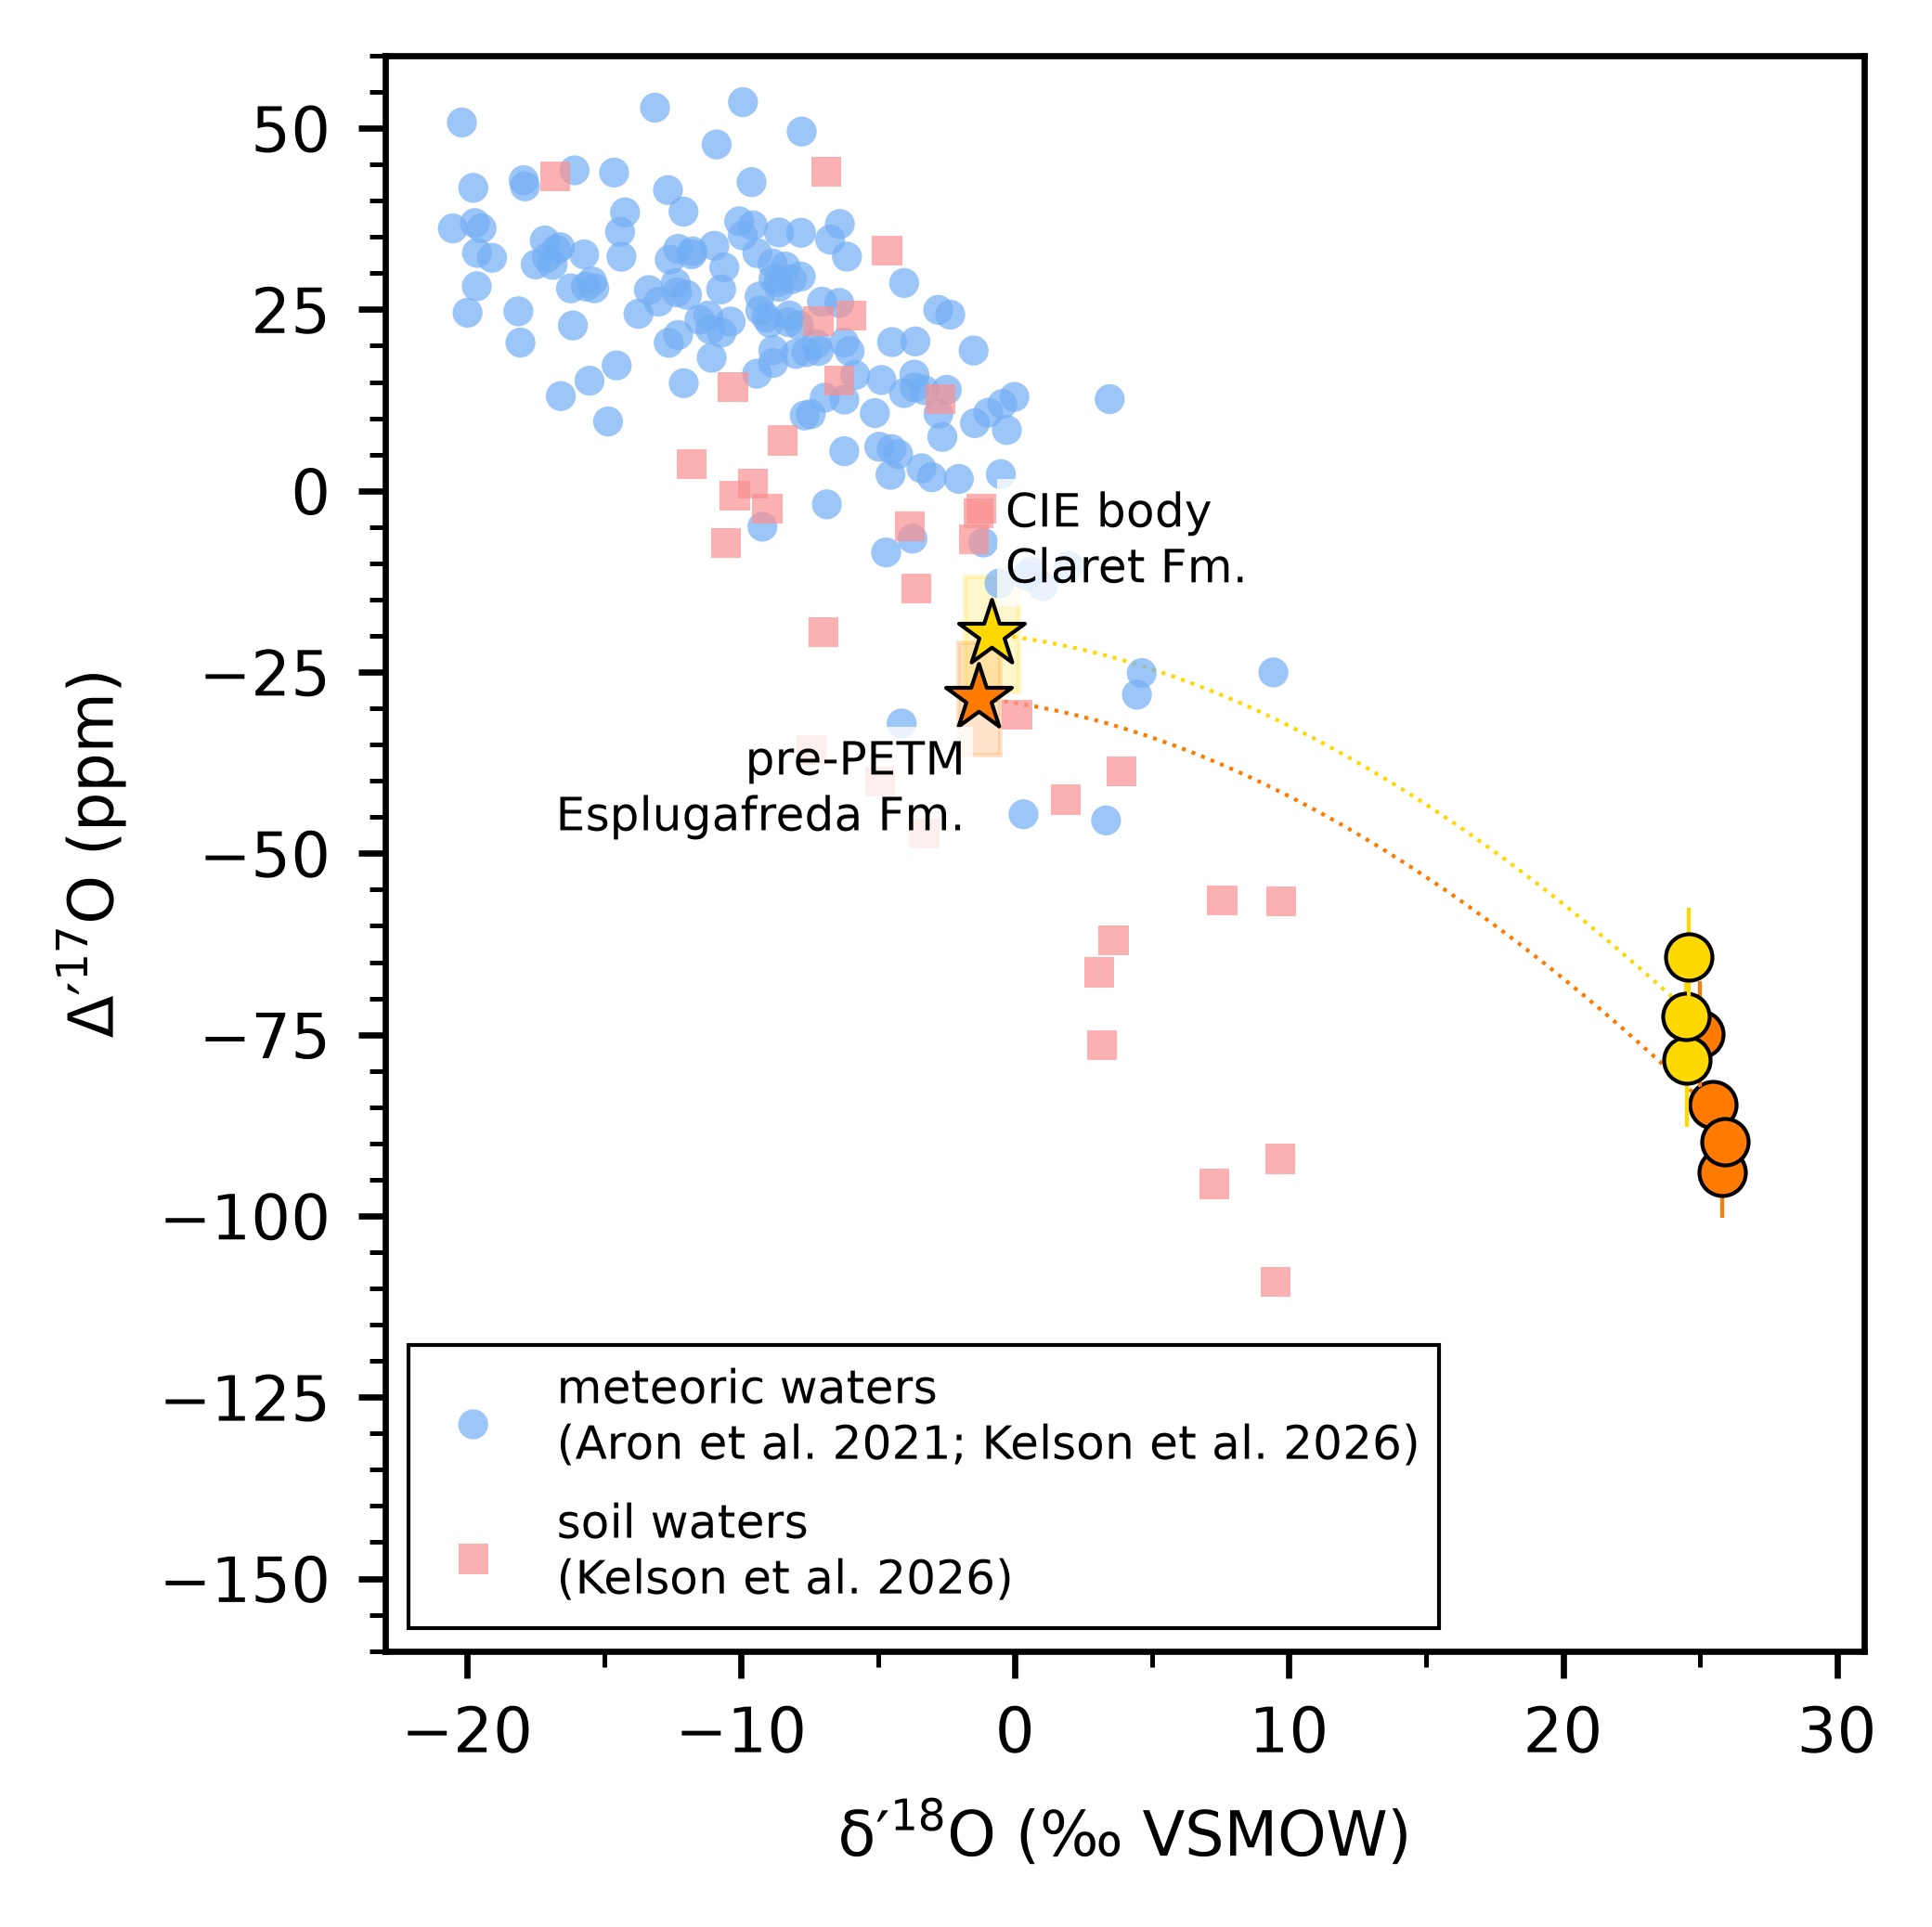 50
25
0
−25
−50
−75
−100
−125
−150
Δ′¹⁷O (ppm)
CIE body
Claret Fm.
pre-PETM
Esplugafreda Fm.
meteoric waters
(Aron et al. 2021; Kelson et al. 2026)
soil waters
(Kelson et al. 2026)
−20 −10 0 10 20 30
δ′¹⁸O (‰ VSMOW)